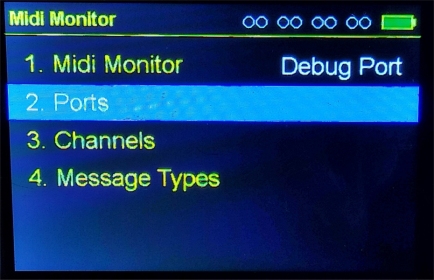 Midi Monitor
1. Midi Monitor Debug Port
2. Ports
3. Channels
4. Message Types